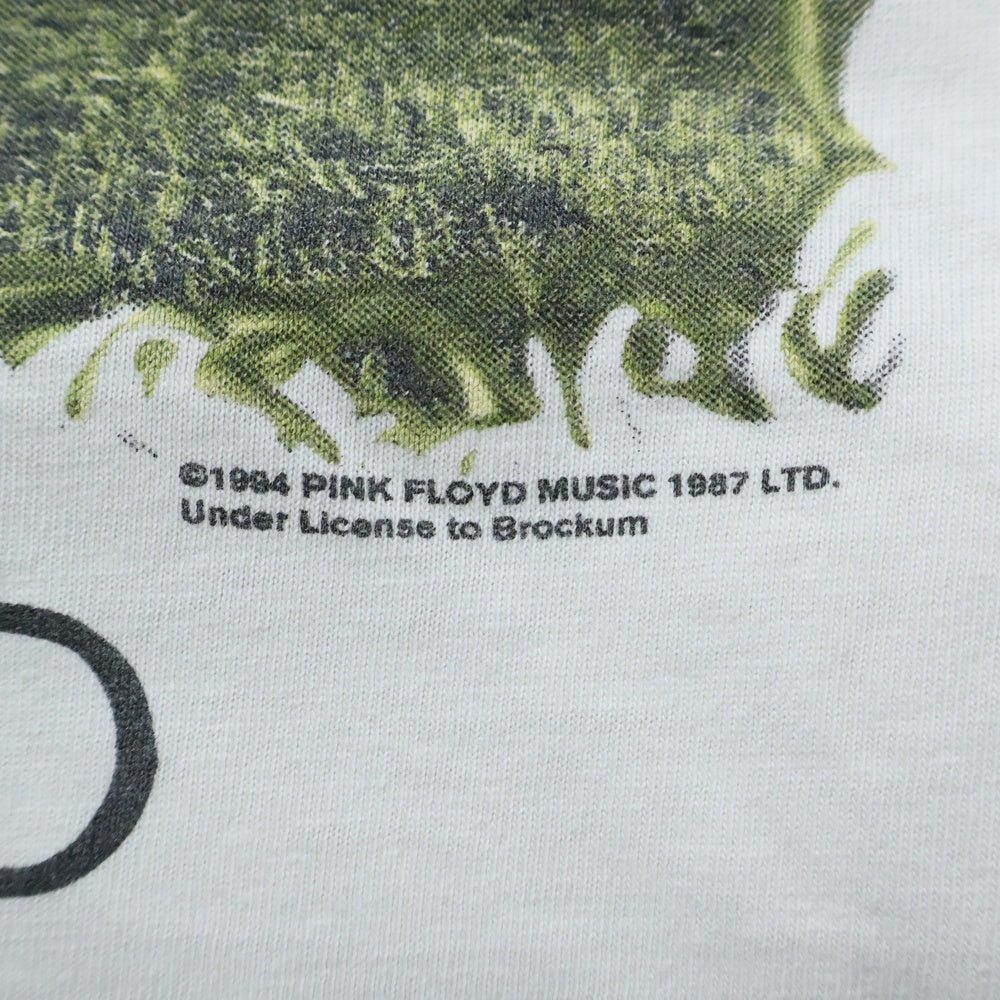 ©1994 PINK FLOYD MUSIC 1987 LTD.
Under License to Brockum
D